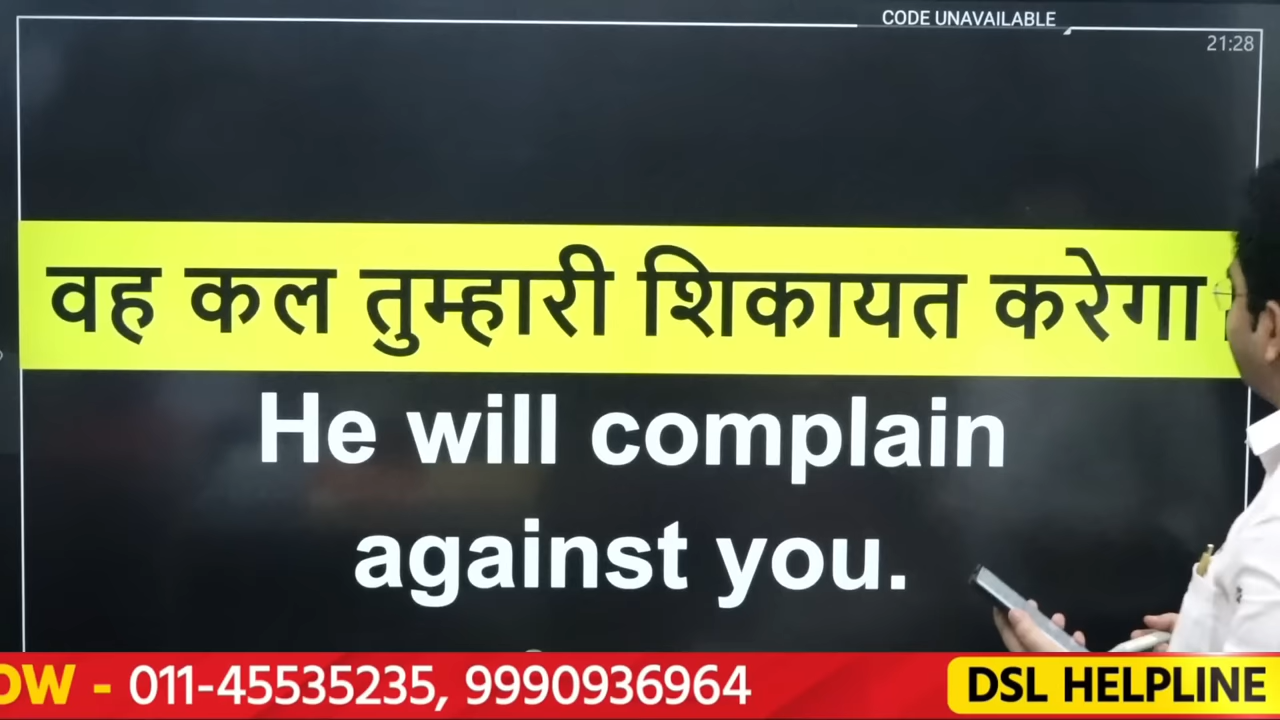 CODE UNAVAILABLE
21:28
वह कल तुम्हारी शिकायत करेगा
He will complain
against you.
OW - 011-45535235, 9990936964
DSL HELPLINE